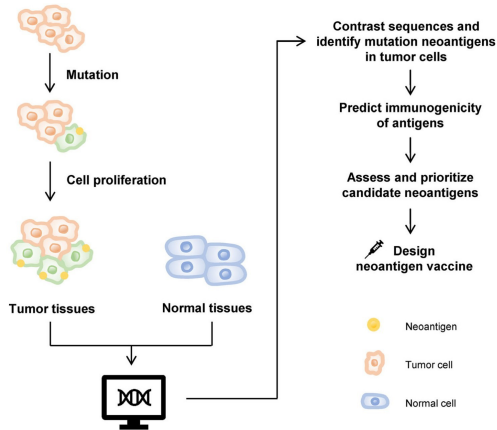 Mutation
Cell proliferation
Tumor tissues
Normal tissues
Contrast sequences and
identify mutation neoantigens
in tumor cells
Predict immunogenicity
of antigens
Assess and prioritize
candidate neoantigens
Design
neoantigen vaccine
Neoantigen
Tumor cell
Normal cell